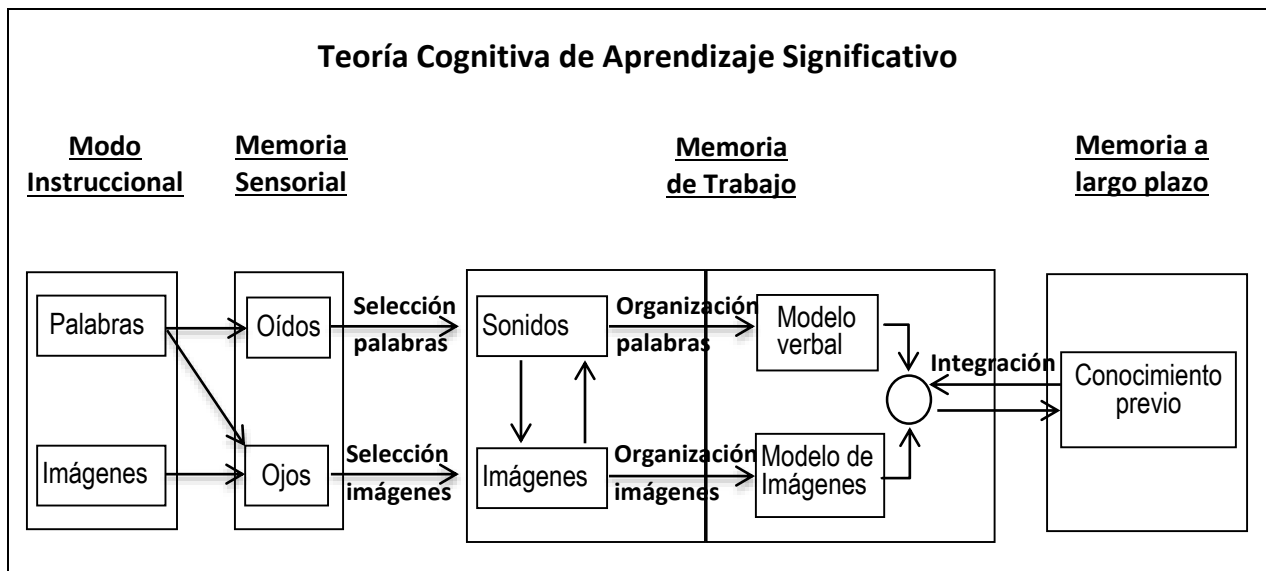 Teoría Cognitiva de Aprendizaje Significativo
Modo
Instruccional
Memoria
Sensorial
Memoria
de Trabajo
Memoria a
largo plazo
Palabras
Oídos
Selección
palabras
Sonidos
Organización
palabras
Modelo
verbal
Integración
Conocimiento
previo
Imágenes
Ojos
Selección
imágenes
Imágenes
Organización
imágenes
Modelo de
Imágenes